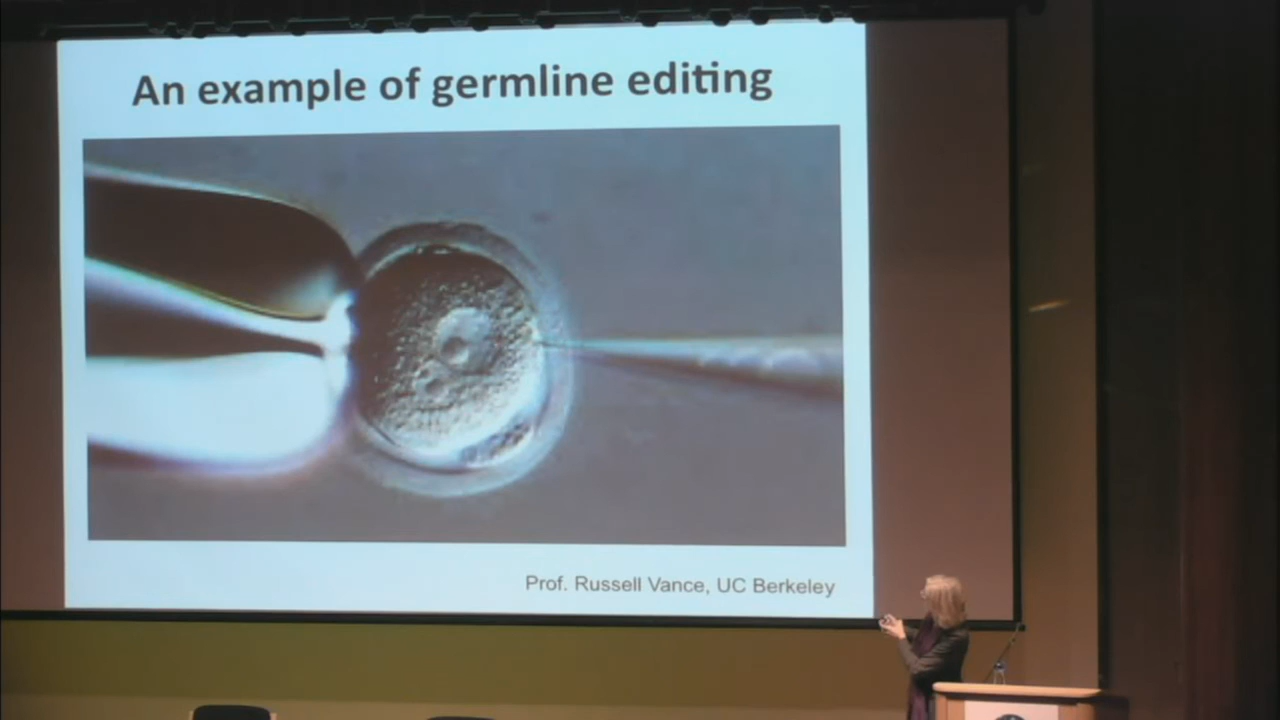 An example of germline editing
Prof. Russell Vance, UC Berkeley